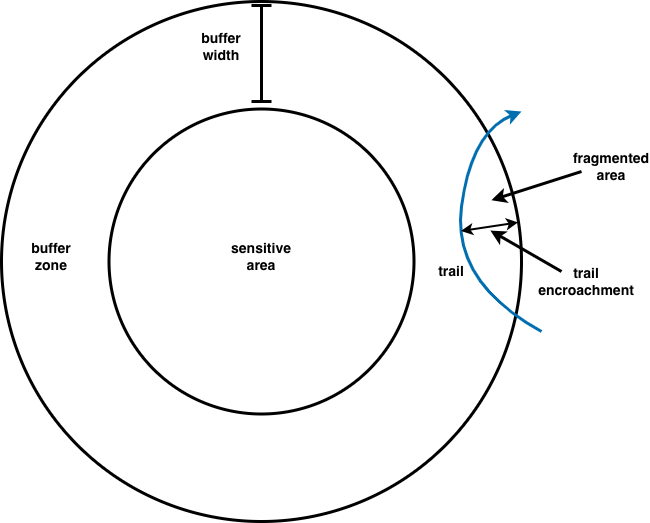 buffer
width
fragmented
area
buffer
zone
sensitive
area
trail
trail
encroachment